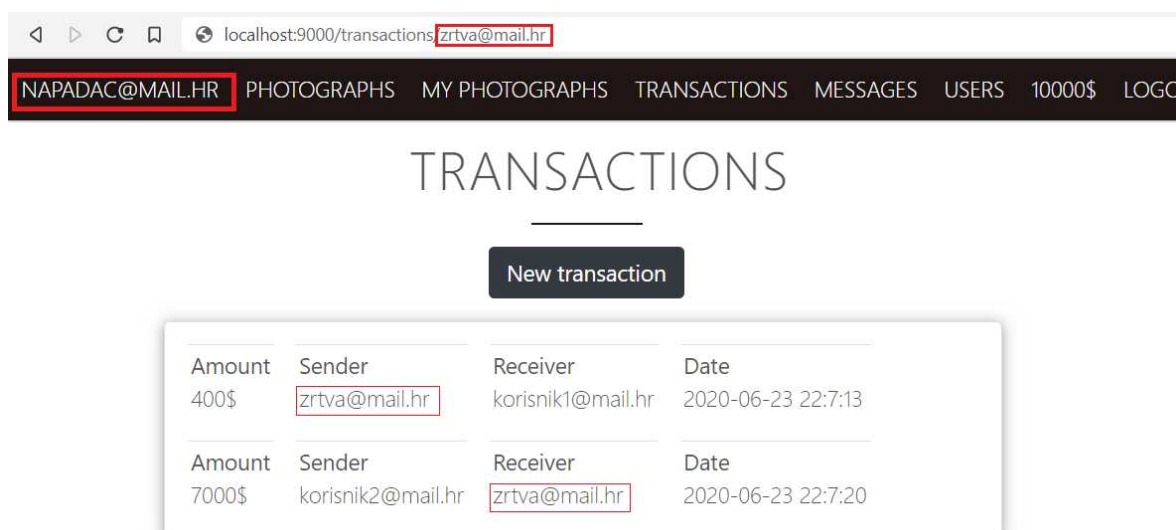 localhost:9000/transactions/zrtva@mail.hr
NAPADAC@MAIL.HR PHOTOGRAPHS MY PHOTOGRAPHS TRANSACTIONS MESSAGES USERS 10000$ LOGO
TRANSACTIONS
New transaction
Amount Sender Receiver Date
400$ zrtva@mail.hr korisnik1@mail.hr 2020-06-23 22:7:13
Amount Sender Receiver Date
7000$ korisnik2@mail.hr zrtva@mail.hr 2020-06-23 22:7:20